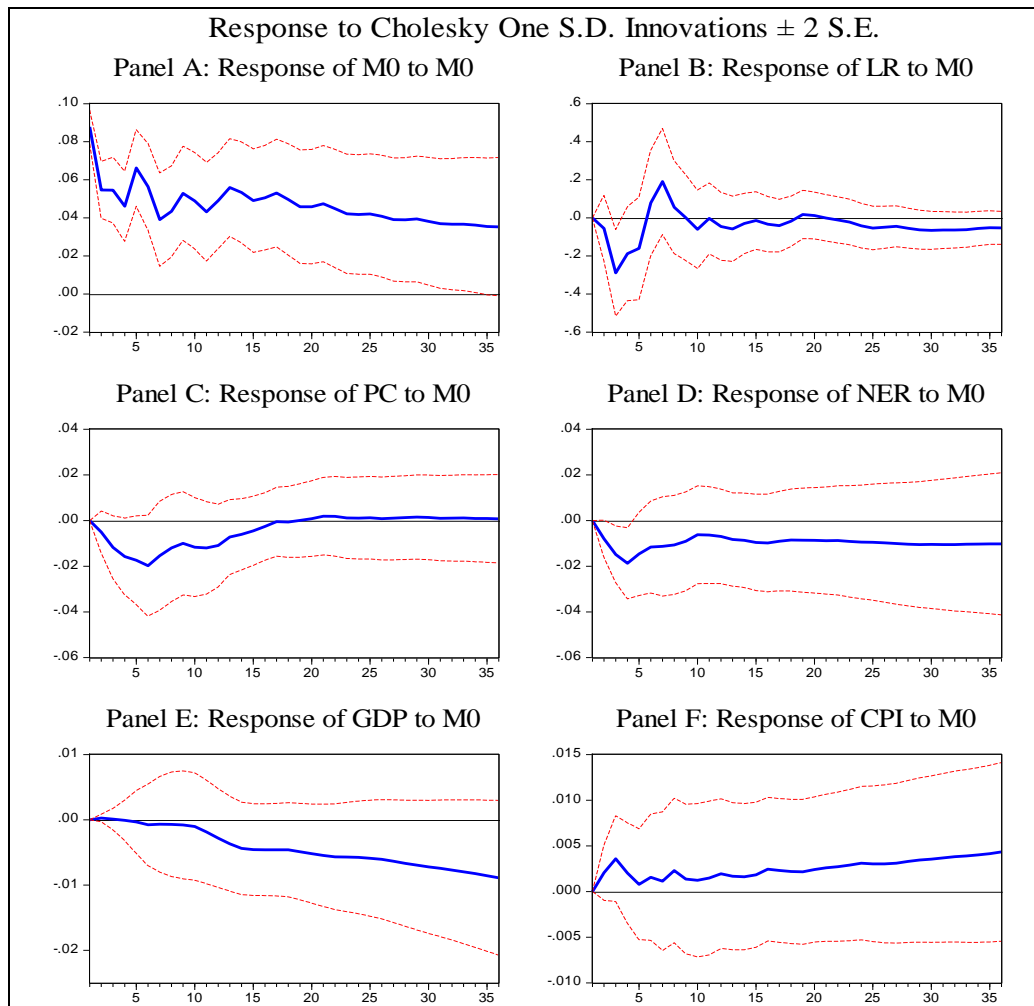 Response to Cholesky One S.D. Innovations ± 2 S.E.
Panel A: Response of M0 to M0
.10
.08
.06
.04
.02
.00
-.02
5 10 15 20 25 30 35
Panel B: Response of LR to M0
.6
.4
.2
.0
-.2
-.4
-.6
5 10 15 20 25 30 35
Panel C: Response of PC to M0
.04
.02
.00
-.02
-.04
-.06
5 10 15 20 25 30 35
Panel D: Response of NER to M0
.04
.02
.00
-.02
-.04
-.06
5 10 15 20 25 30 35
Panel E: Response of GDP to M0
.01
.00
-.01
-.02
5 10 15 20 25 30 35
Panel F: Response of CPI to M0
.015
.010
.005
.000
-.005
-.010
5 10 15 20 25 30 35